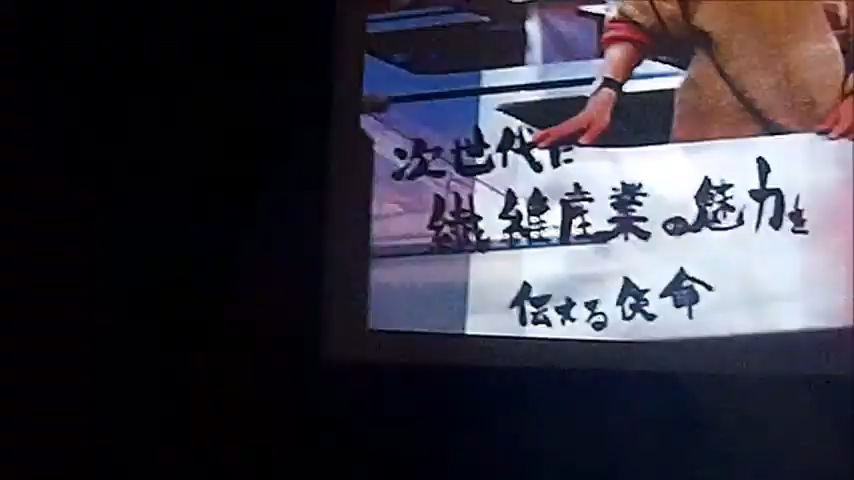 次世代に
繊維産業の魅力を
伝える使命